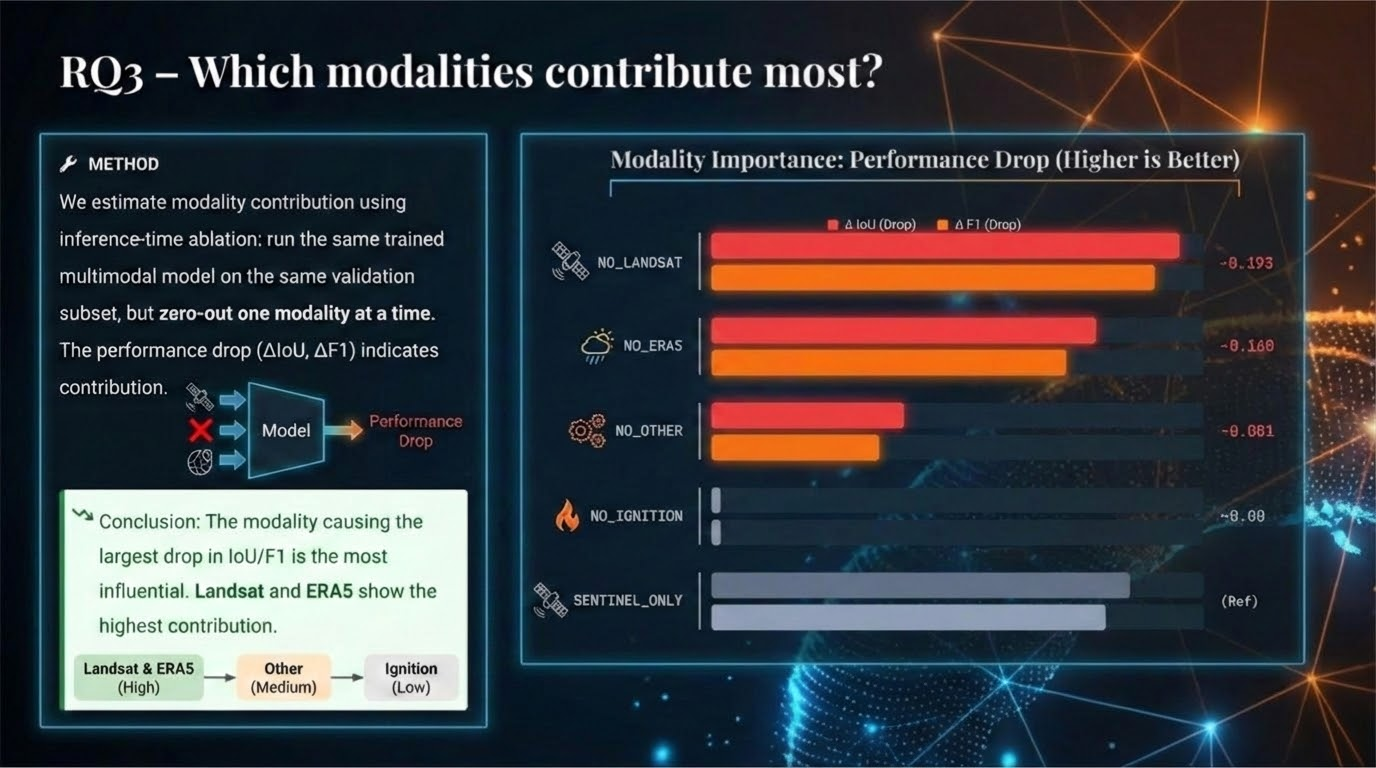 RQ3 – Which modalities contribute most?
METHOD
We estimate modality contribution using
inference-time ablation: run the same trained
multimodal model on the same validation
subset, but zero-out one modality at a time.
The performance drop (ΔIoU, ΔF1) indicates
contribution.
Model
Performance
Drop
Conclusion: The modality causing the
largest drop in IoU/F1 is the most
influential. Landsat and ERA5 show the
highest contribution.
Landsat & ERA5
(High)
Other
(Medium)
Ignition
(Low)
Modality Importance: Performance Drop (Higher is Better)
Δ IoU (Drop)
Δ F1 (Drop)
NO_LANDSAT
-0.193
NO_ERA5
-0.160
NO_OTHER
-0.081
NO_IGNITION
~0.00
SENTINEL_ONLY
(Ref)